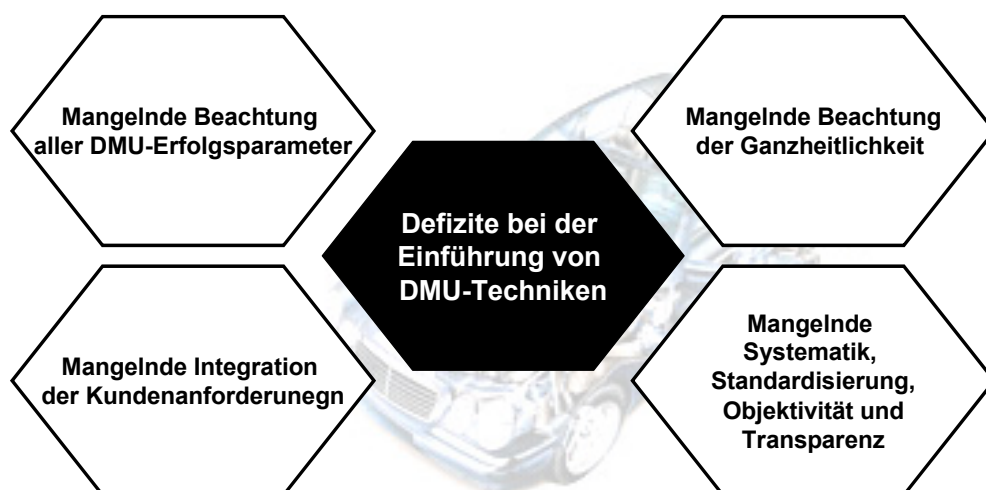 Mangelnde Beachtung
aller DMU-Erfolgsparameter
Mangelnde Beachtung
der Ganzheitlichkeit
Defizite bei der
Einführung von
DMU-Techniken
Mangelnde Integration
der Kundenanforderunegn
Mangelnde
Systematik,
Standardisierung,
Objektivität und
Transparenz